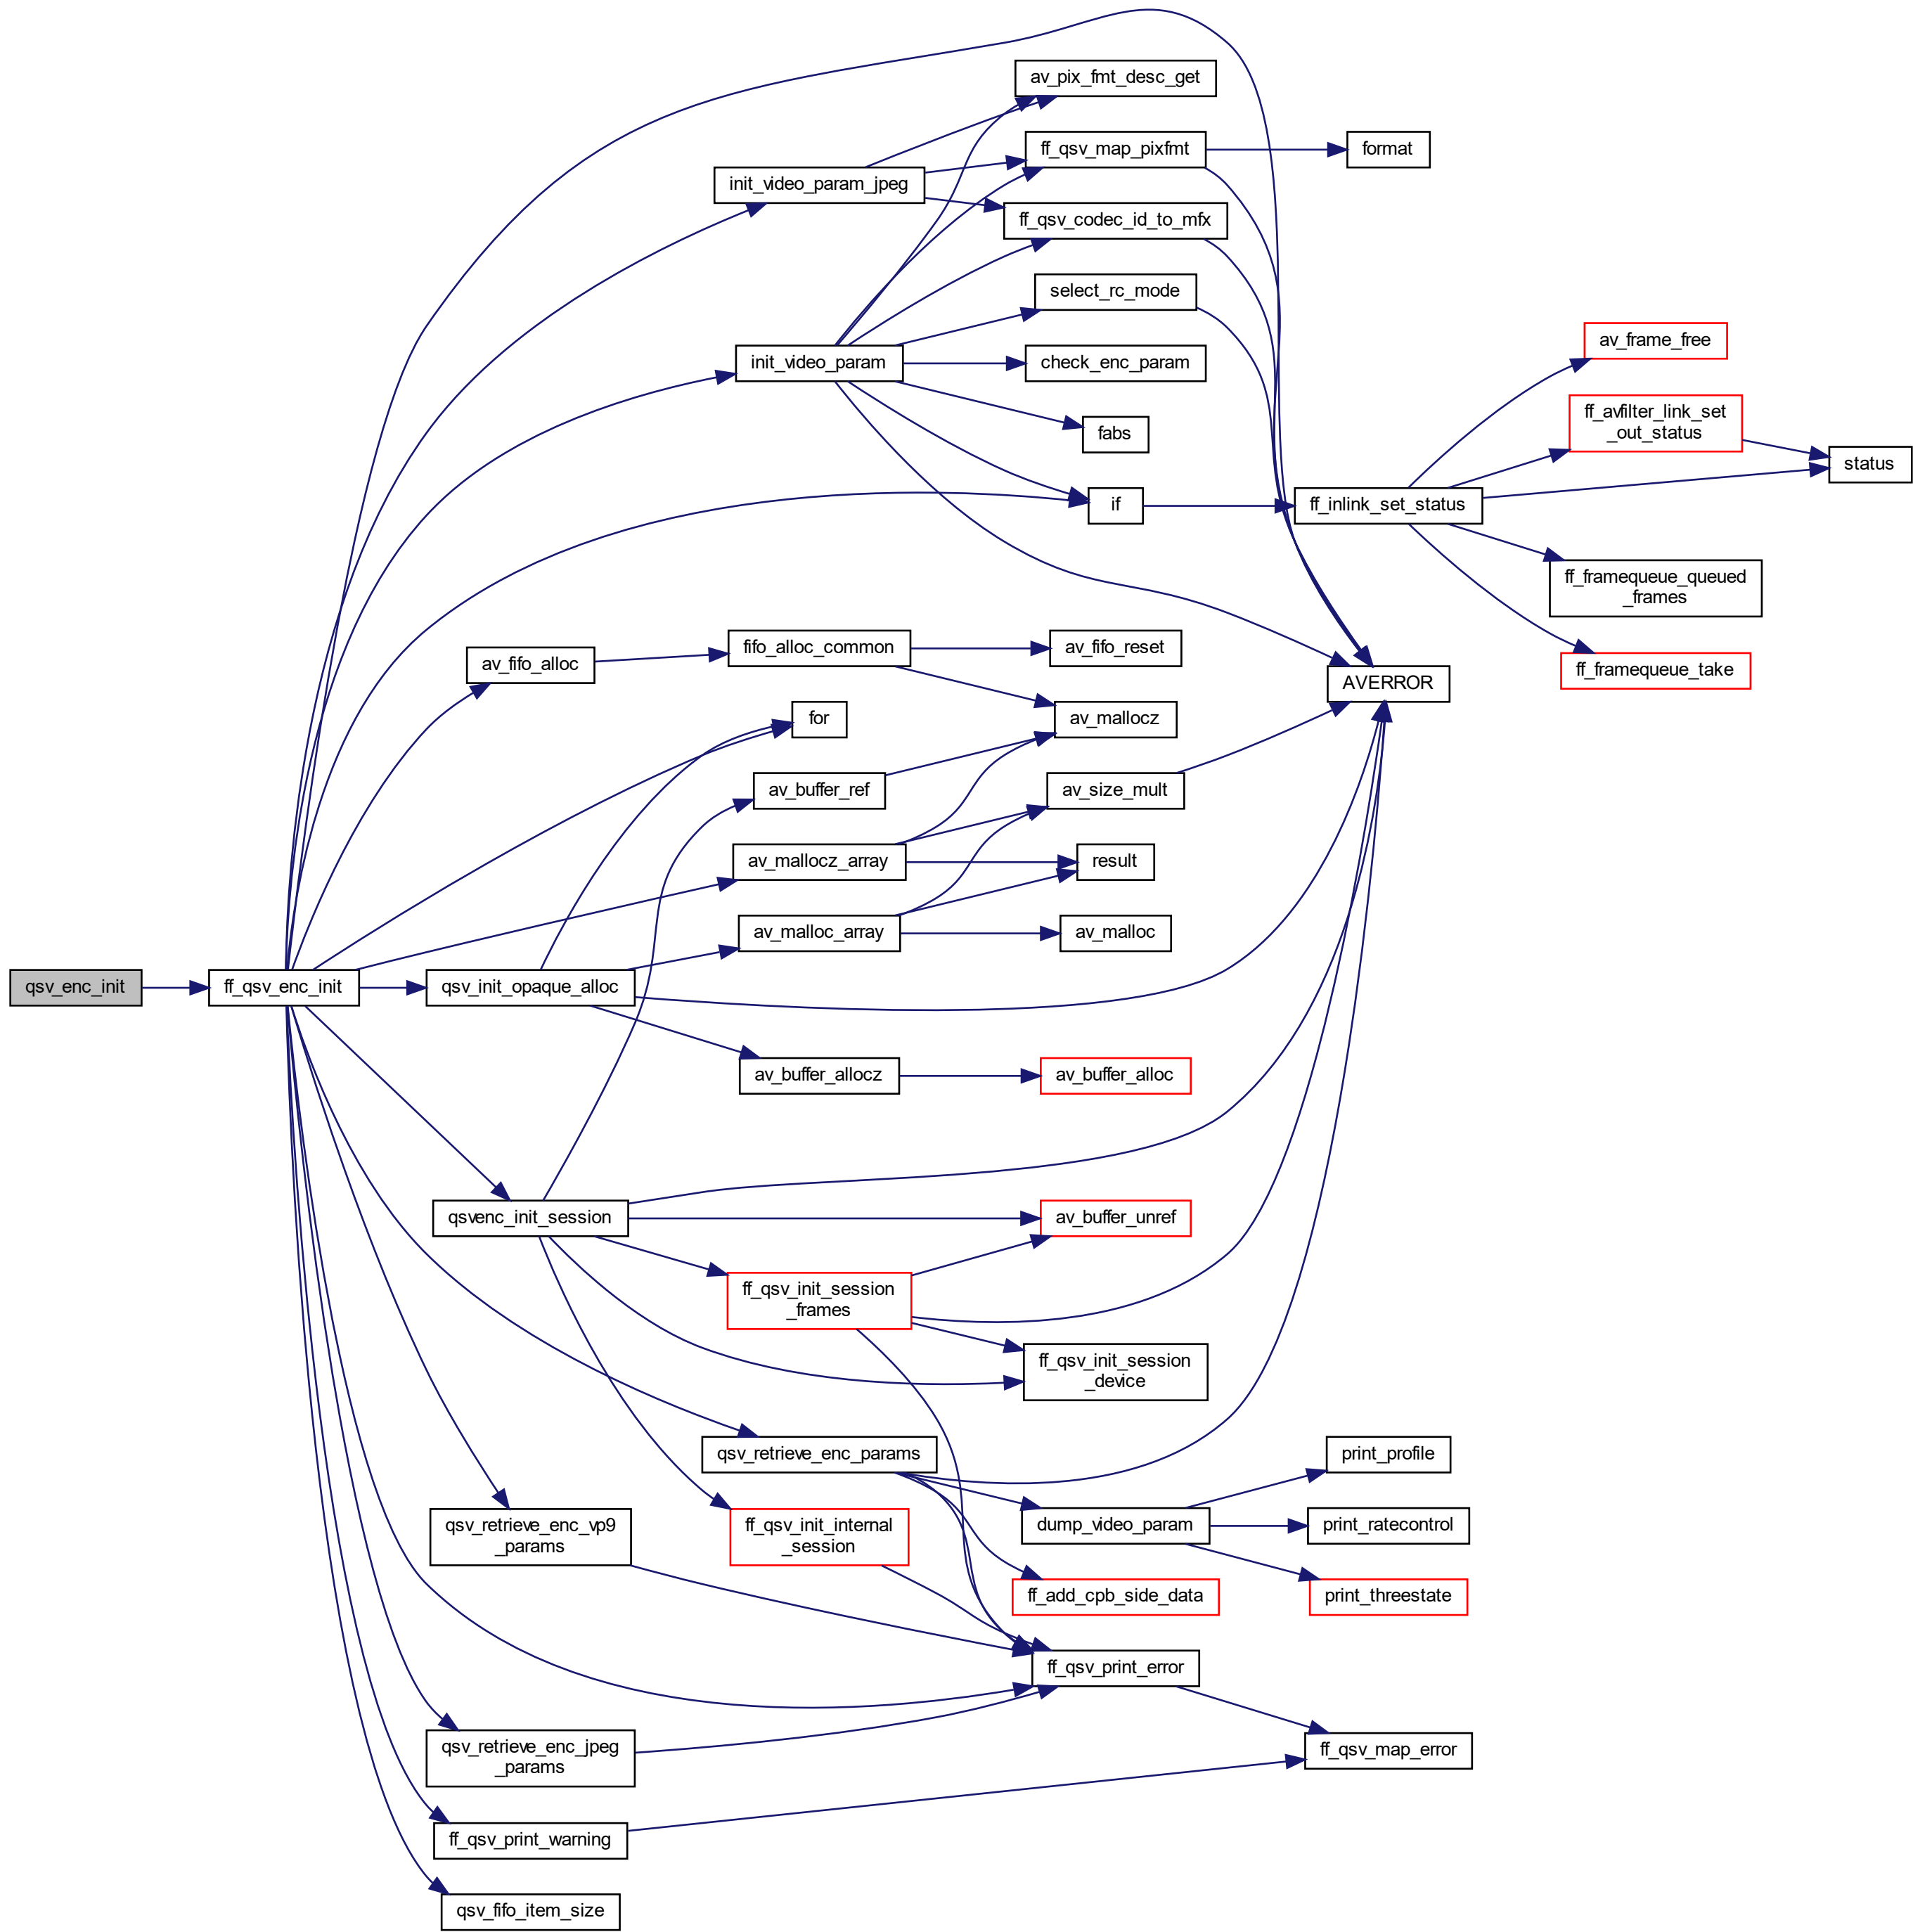 av_pix_fmt_desc_get
ff_qsv_map_pixfmt
format
init_video_param_jpeg
ff_qsv_codec_id_to_mfx
select_rc_mode
av_frame_free
init_video_param
check_enc_param
ff_avfilter_link_set
_out_status
fabs
status
if
ff_inlink_set_status
ff_framequeue_queued
_frames
fifo_alloc_common
av_fifo_reset
av_fifo_alloc
ff_framequeue_take
AVERROR
for
av_mallocz
av_buffer_ref
av_size_mult
av_mallocz_array
result
av_malloc_array
av_malloc
qsv_enc_init
ff_qsv_enc_init
qsv_init_opaque_alloc
av_buffer_allocz
av_buffer_alloc
qsvenc_init_session
av_buffer_unref
ff_qsv_init_session
_frames
ff_qsv_init_session
_device
qsv_retrieve_enc_params
print_profile
qsv_retrieve_enc_vp9
_params
ff_qsv_init_internal
_session
dump_video_param
print_ratecontrol
ff_add_cpb_side_data
print_threestate
ff_qsv_print_error
qsv_retrieve_enc_jpeg
_params
ff_qsv_map_error
ff_qsv_print_warning
qsv_fifo_item_size